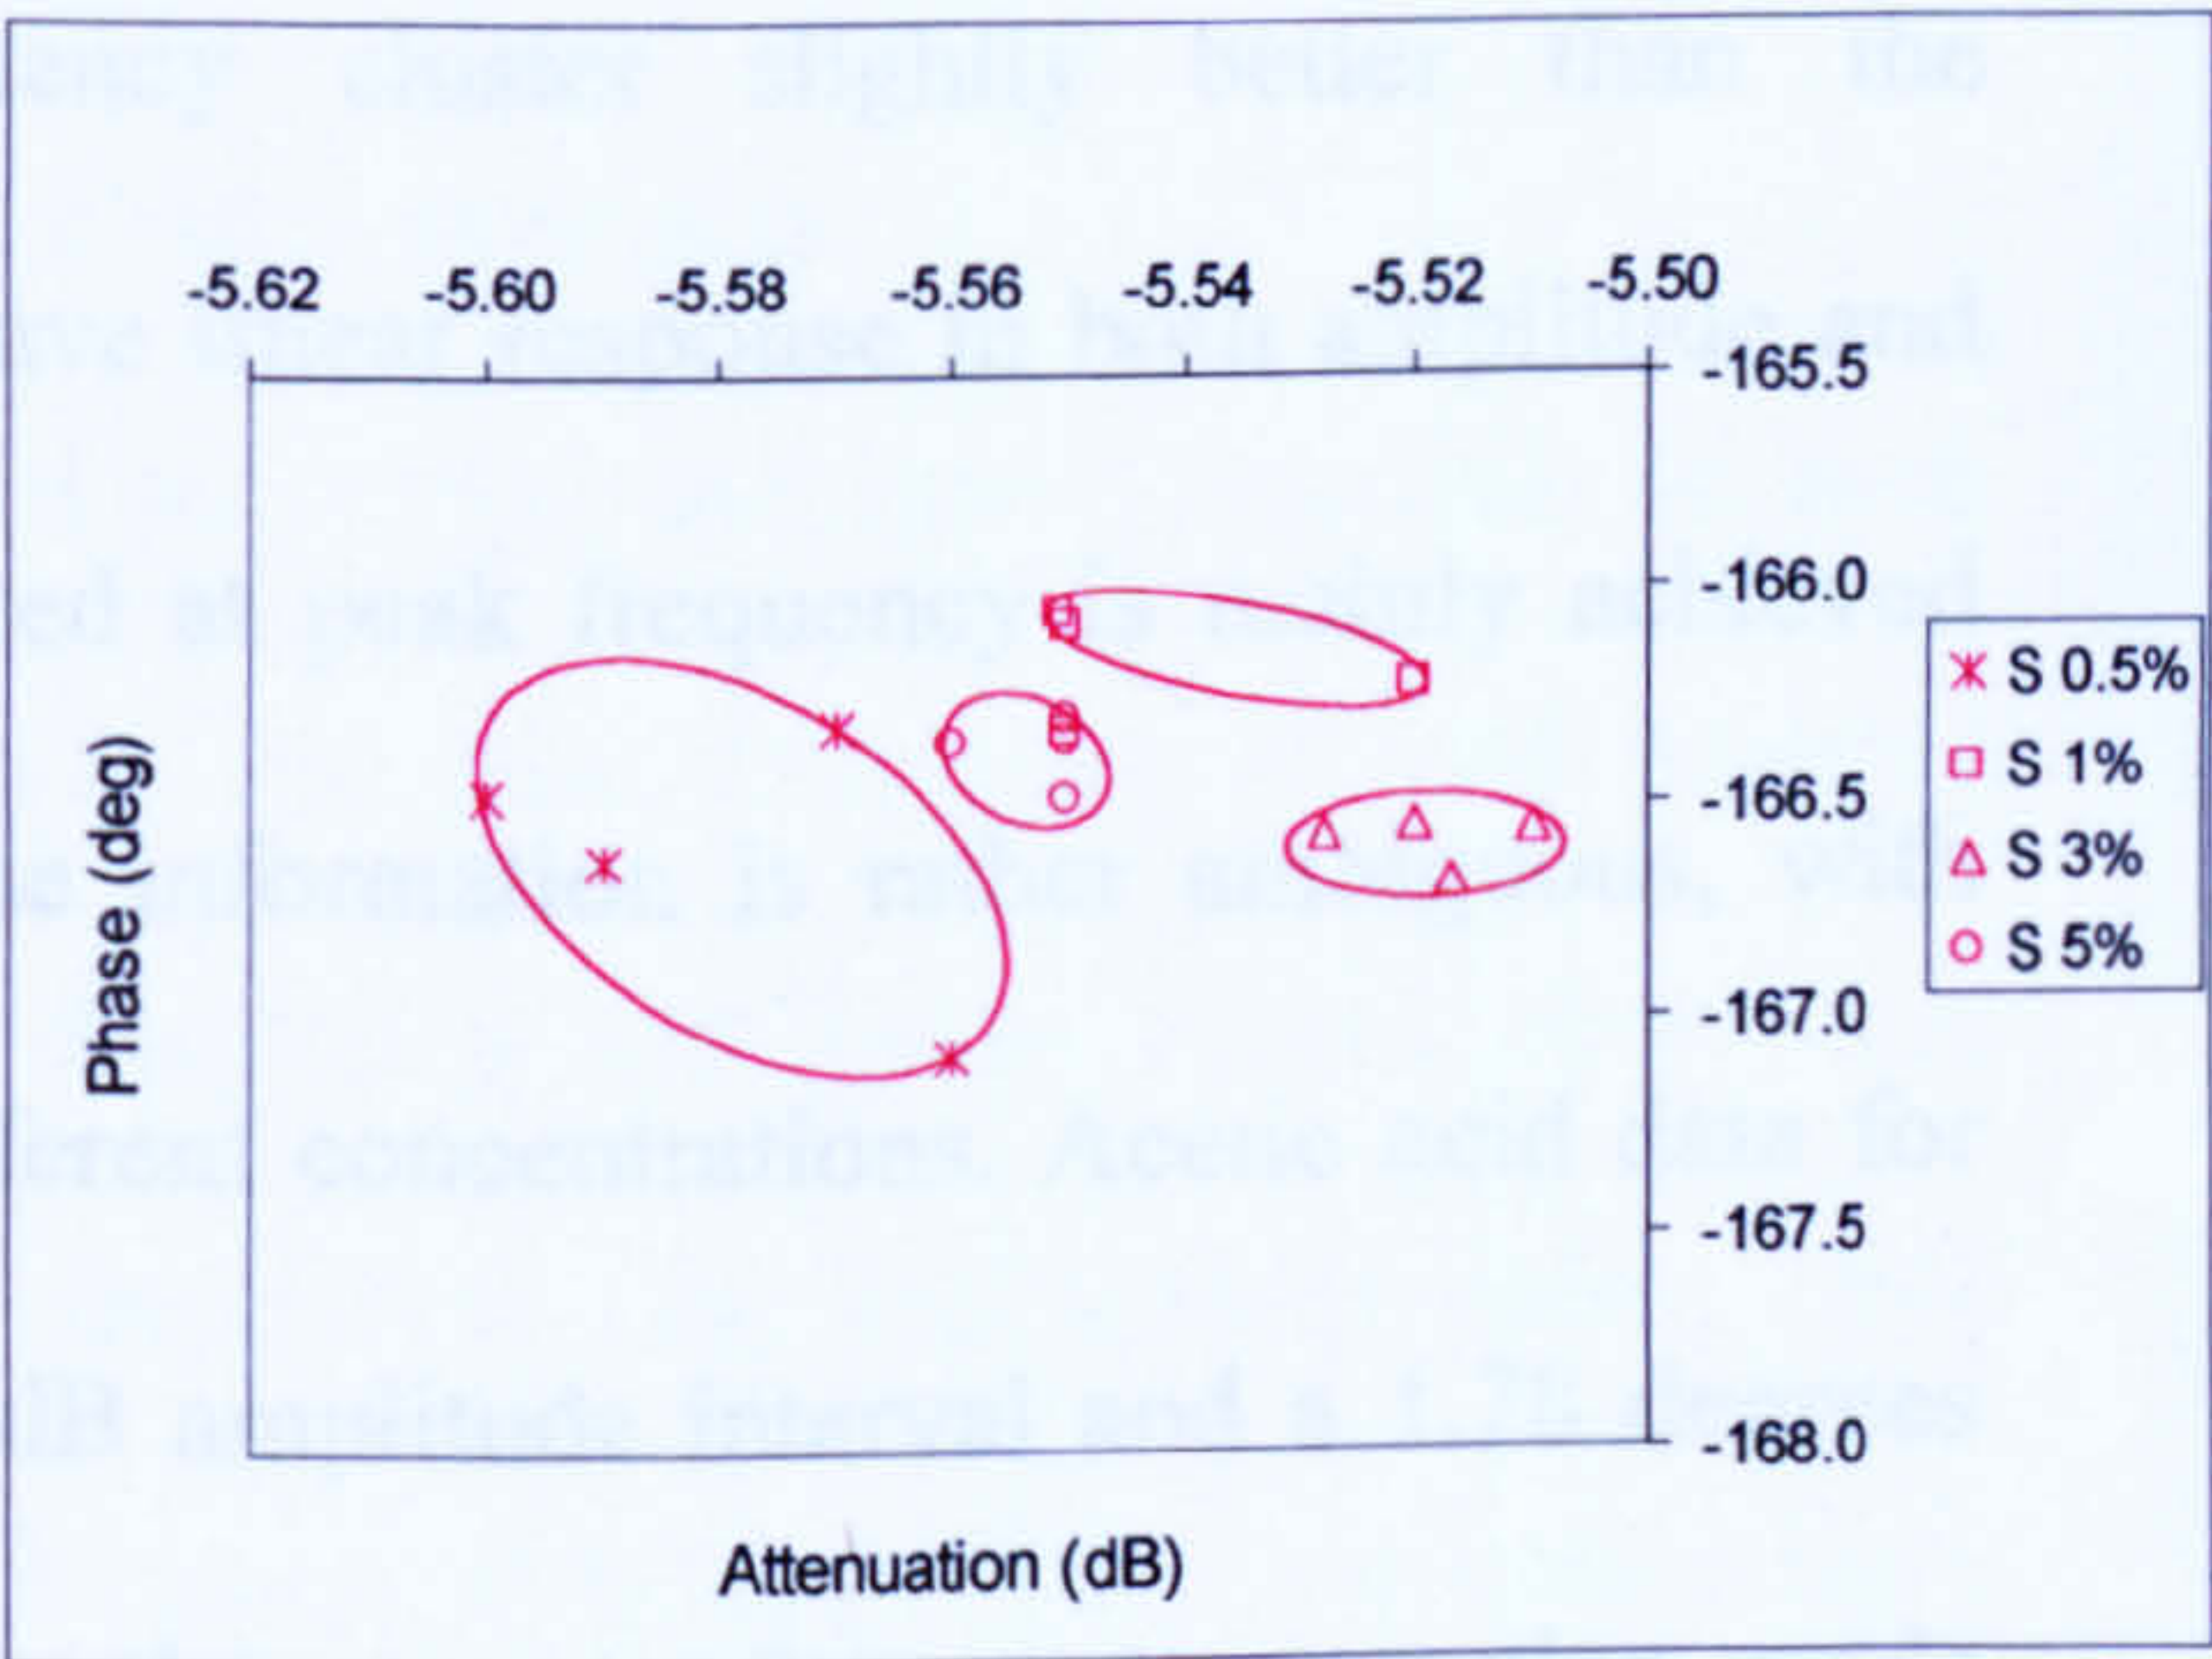 -5.62 -5.60 -5.58 -5.56 -5.54 -5.52 -5.50
-165.5
-166.0
-166.5
-167.0
-167.5
-168.0
Phase (deg)
Attenuation (dB)
S 0.5%
S 1%
S 3%
S 5%